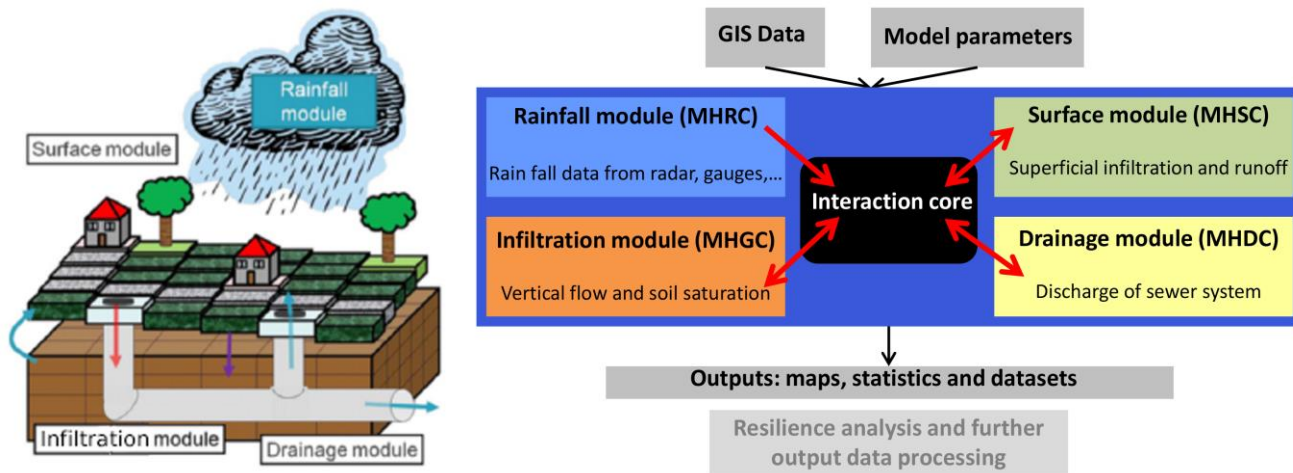 Rainfall
module
Surface module
Infiltration module
Drainage module
GIS Data
Model parameters
Rainfall module (MHRC)
Rain fall data from radar, gauges,...
Surface module (MHSC)
Superficial infiltration and runoff
Interaction core
Infiltration module (MHGC)
Vertical flow and soil saturation
Drainage module (MHDC)
Discharge of sewer system
Outputs: maps, statistics and datasets
Resilience analysis and further
output data processing